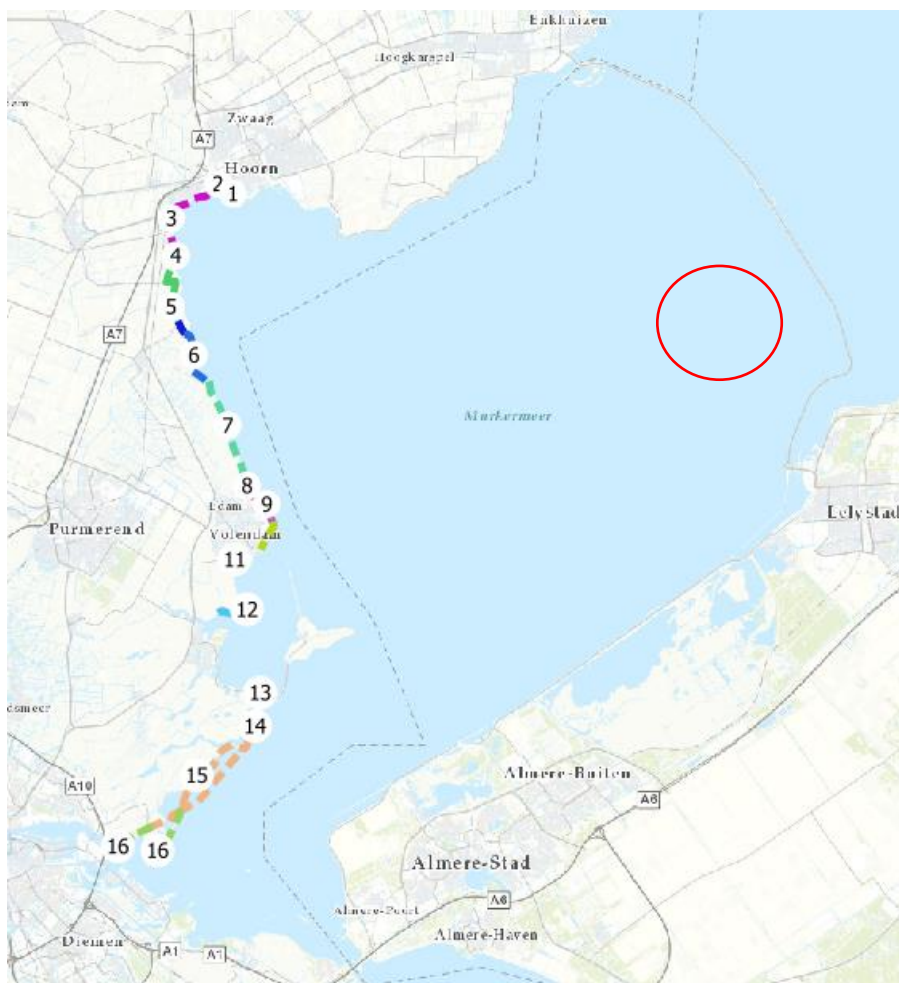 Enkhuizen
Hoogkarspel
Zwaag
A7
Hoorn
2
1
3
4
5
A7
6
Markermeer
7
8
Edam
9
Purmerend
Volendam
Lelystad
11
12
13
14
15
Almere-Buiten
A10
A6
16
16
Almere-Stad
A6
Almere-Poort
Almere-Haven
Diemen
A1
A1